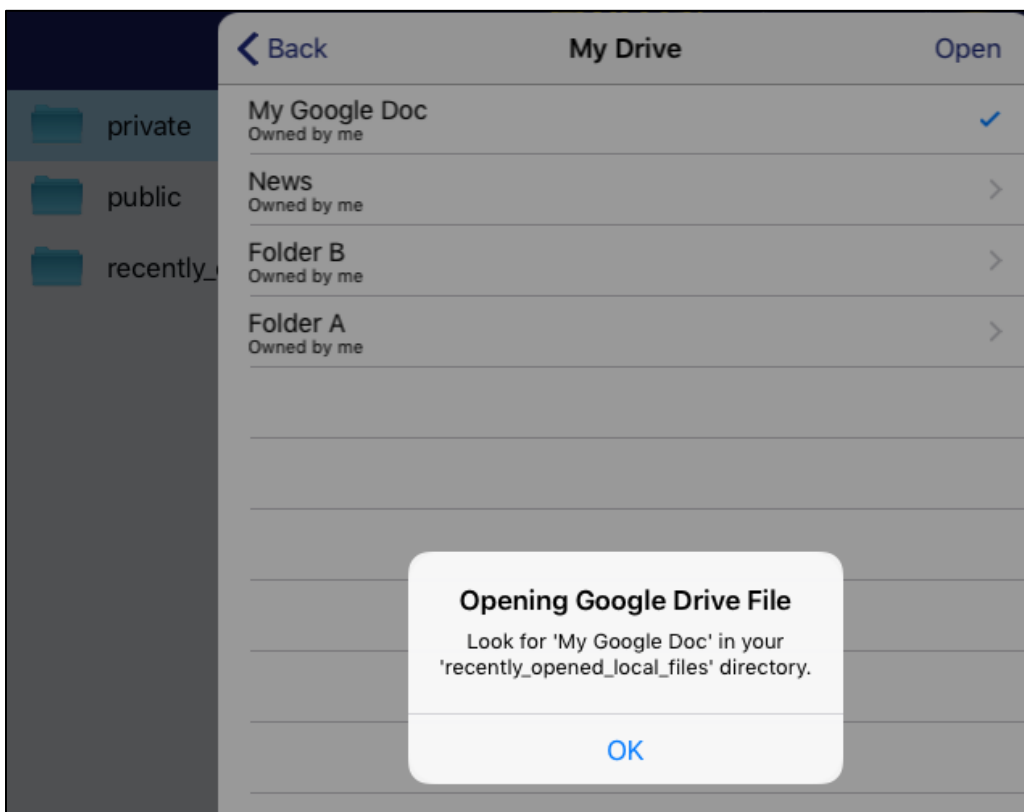 Back
My Drive
Open
private
public
recently_
My Google Doc
Owned by me
News
Owned by me
Folder B
Owned by me
Folder A
Owned by me
Opening Google Drive File
Look for 'My Google Doc' in your
'recently_opened_local_files' directory.
OK